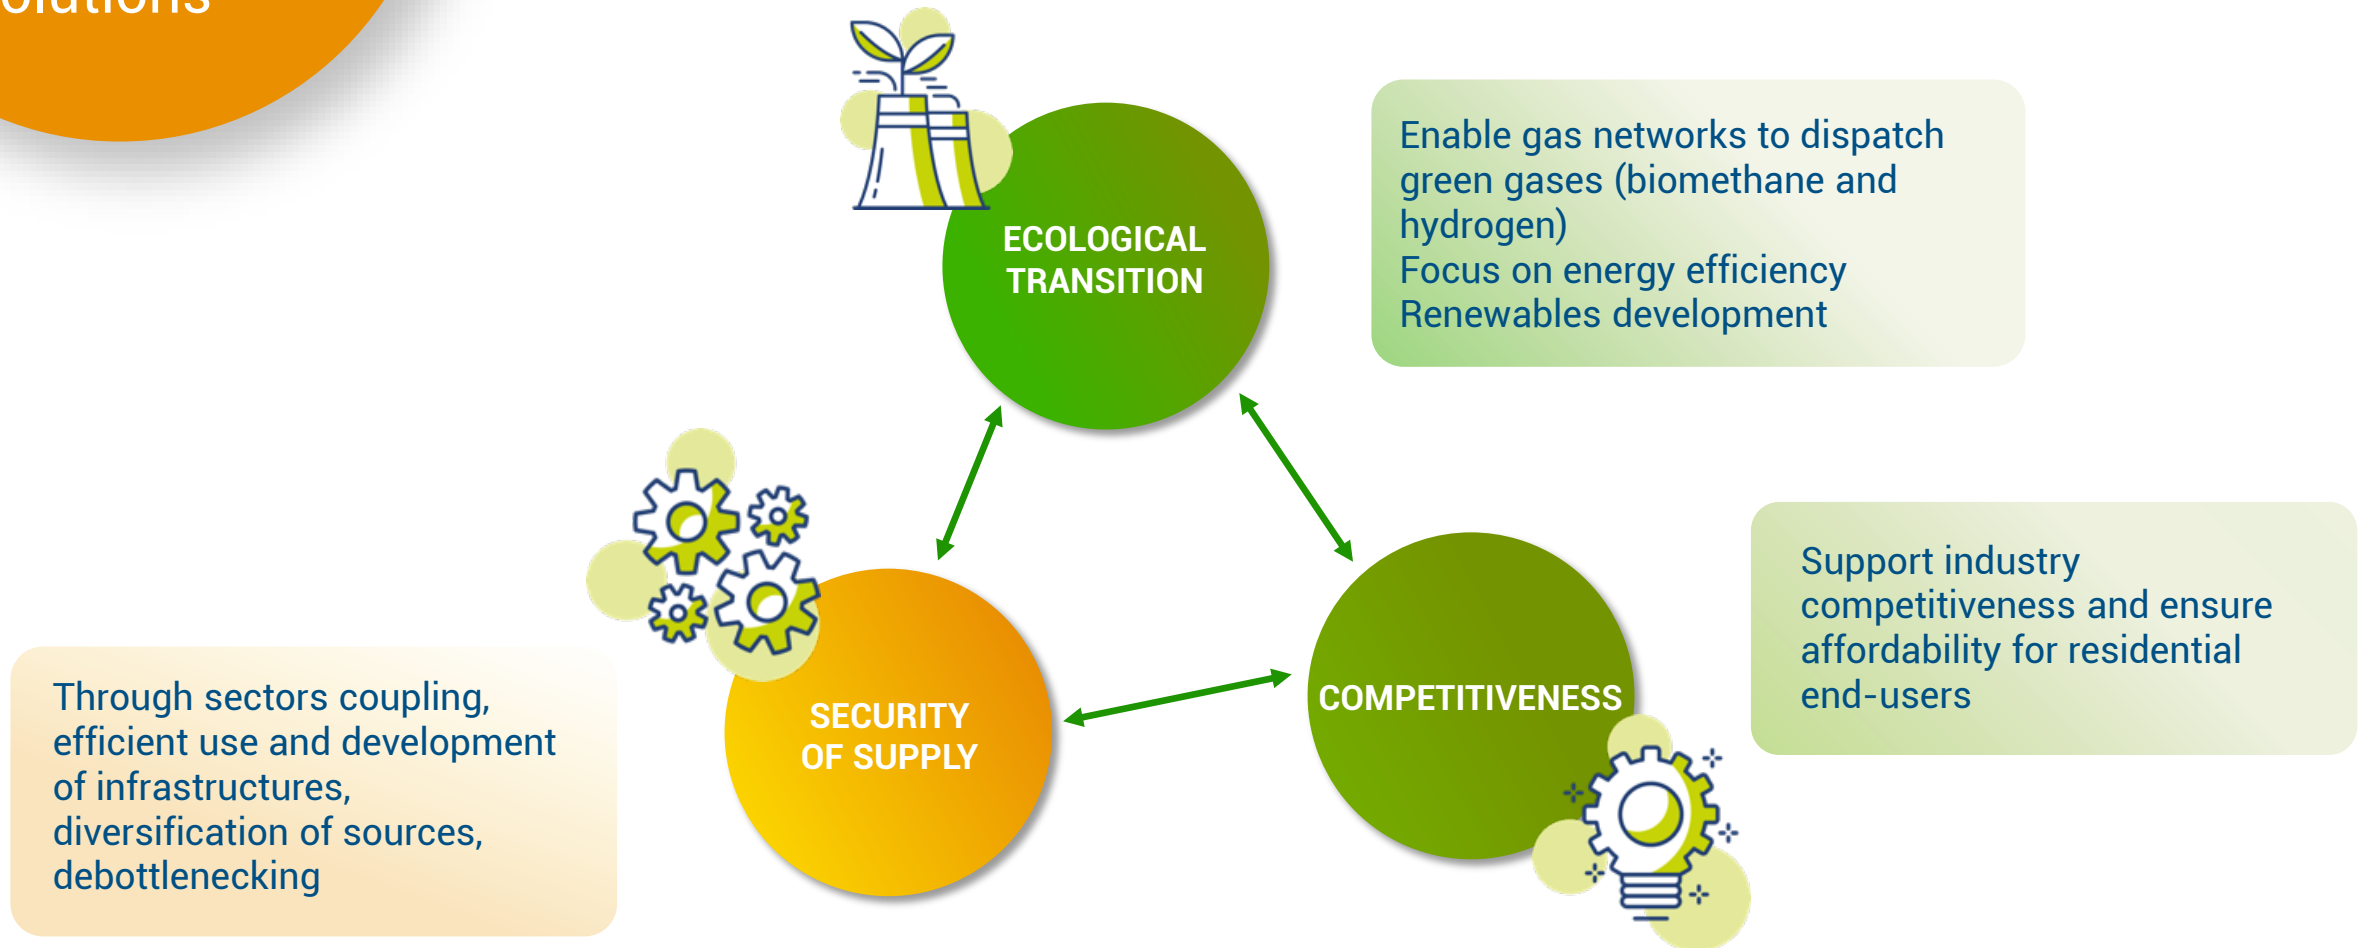 ECOLOGICAL
TRANSITION
Enable gas networks to dispatch
green gases (biomethane and
hydrogen)
Focus on energy efficiency
Renewables development
SECURITY
OF SUPPLY
Through sectors coupling,
efficient use and development
of infrastructures,
diversification of sources,
debottlenecking
COMPETITIVENESS
Support industry
competitiveness and ensure
affordability for residential
end-users